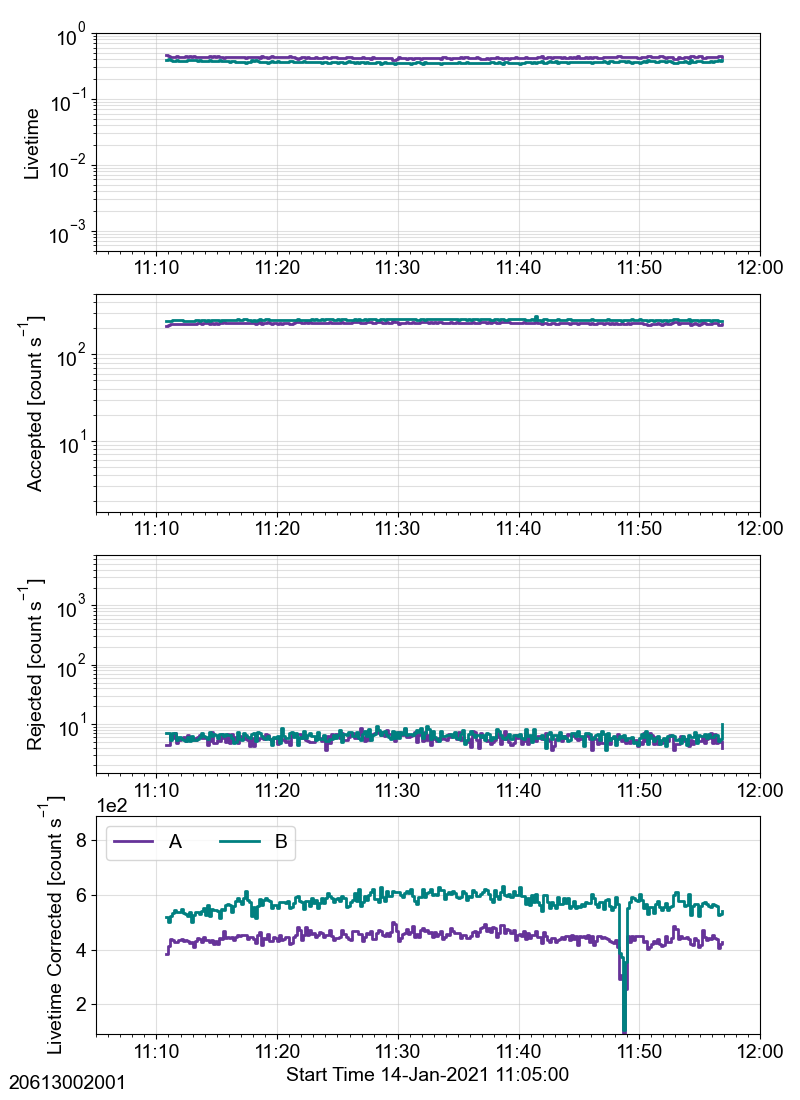 Livetime
10^0
10^−1
10^−2
10^−3
11:10 11:20 11:30 11:40 11:50 12:00
Accepted [count s^−1]
10^2
10^1
11:10 11:20 11:30 11:40 11:50 12:00
Rejected [count s^−1]
10^3
10^2
10^1
11:10 11:20 11:30 11:40 11:50 12:00
1e2
Livetime Corrected [count s^−1]
A B
8
6
4
2
11:10 11:20 11:30 11:40 11:50 12:00
Start Time 14-Jan-2021 11:05:00
20613002001